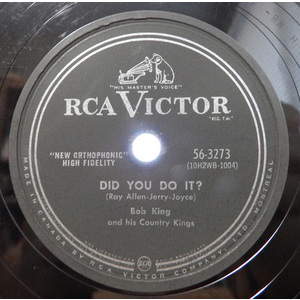 "HIS MASTER'S VOICE"
RCA VICTOR
"REG. T.M."
"NEW ORTHOPHONIC"
HIGH FIDELITY
56-3273
(10H2WB-1004)
DID YOU DO IT?
(Ray Allen-Jerry-Joyce)
Bob King
and his Country Kings
MADE IN CANADA BY RCA VICTOR COMPANY, LTD., MONTREAL
RCA